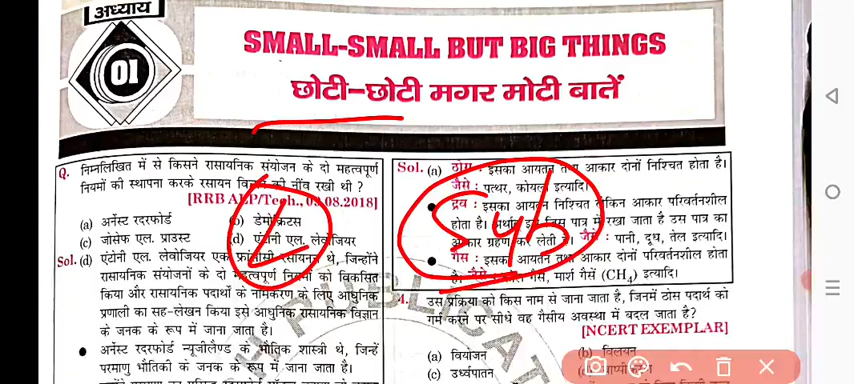 अध्याय
01
SMALL-SMALL BUT BIG THINGS
छोटी-छोटी मगर मोटी बातें
Q. निम्नलिखित में से किसने रासायनिक संयोजन के दो महत्वपूर्ण
नियमों की स्थापना करके रसायन विज्ञान की नींव रखी थी ?
[RRB ALP/Tech., 09.08.2018]
(a) अर्नेस्ट रदरफोर्ड (b) डेमोक्रिटस
(c) जोसेफ एल. प्राउस्ट (d) एंटोनी एल. लेवोजियर
Sol. (d) एंटोनी एल. लेवोजियर एक फ्रांसीसी रसायनज्ञ थे, जिन्होंने
रासायनिक संयोजनों के दो महत्वपूर्ण नियमों को विकसित
किया और रासायनिक पदार्थों के नामकरण के लिए आधुनिक
प्रणाली का सह-लेखन किया इसे आधुनिक रासायनिक विज्ञान
के जनक के रूप में जाना जाता है।
● अर्नेस्ट रदरफोर्ड न्यूजीलैण्ड के भौतिक शास्त्री थे, जिन्हें
परमाणु भौतिकी के जनक के रूप में जाना जाता है।
L
Sol. (a) ठोस : इसका आयतन तथा आकार दोनों निश्चित होता है।
जैसे : पत्थर, कोयला इत्यादि।
● द्रव : इसका आयतन निश्चित लेकिन आकार परिवर्तनशील
होता है। अर्थात इसे जिस पात्र में रखा जाता है उस पात्र का
आकार ग्रहण कर लेती है। जैसे : पानी, दूध, तेल इत्यादि।
● गैस : इसका आयतन तथा आकार दोनों परिवर्तनशील होता
है। जैसे : गैस, मार्श गैसें (CH4) इत्यादि।
Syb
4. उस प्रक्रिया को किस नाम से जाना जाता है, जिनमें ठोस पदार्थ को
गर्म करने पर सीधे वह गैसीय अवस्था में बदल जाता है?
[NCERT EXEMPLAR]
(a) वियोजन (b) विलयन
(c) उर्ध्वपातन
PUBLICAT